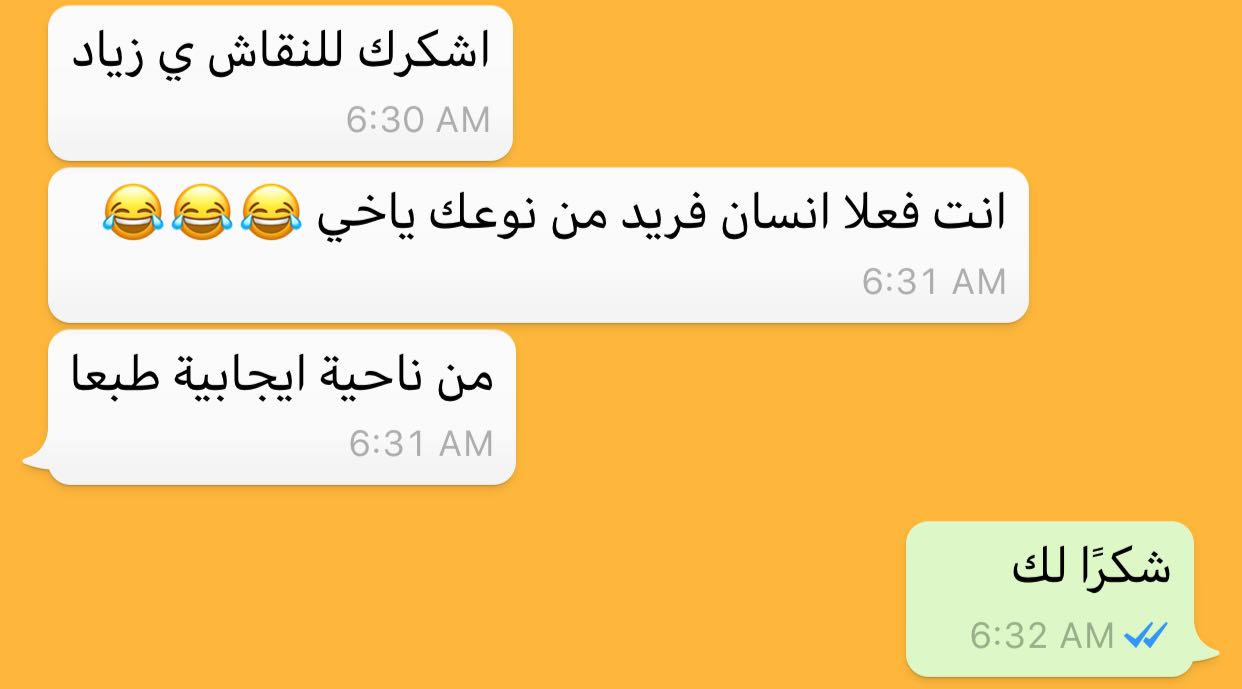 اشكرك للنقاش ي زياد
6:30 AM
انت فعلا انسان فريد من نوعك ياخي 😂😂😂
6:31 AM
من ناحية ايجابية طبعا
6:31 AM
شكرًا لك
6:32 AM